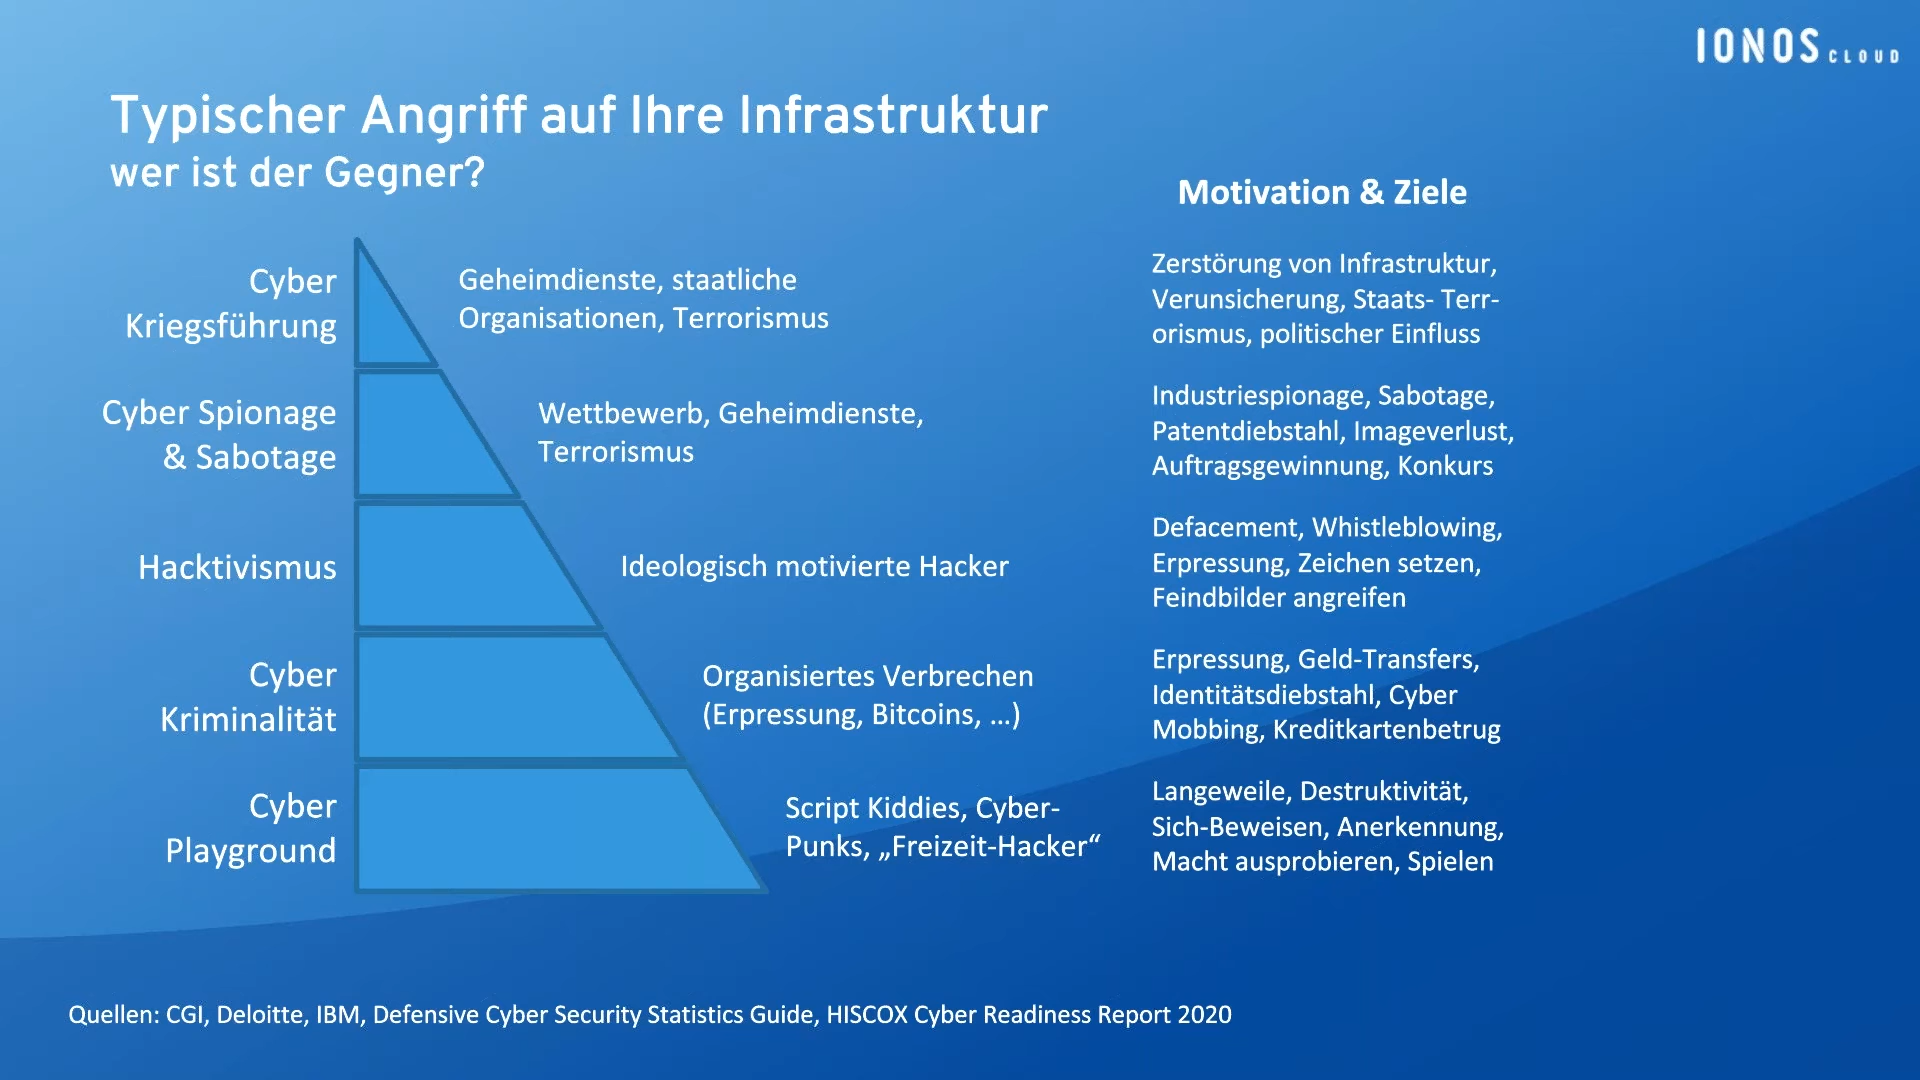 IONOS CLOUD
Typischer Angriff auf Ihre Infrastruktur
wer ist der Gegner?
Motivation & Ziele
Cyber
Kriegsführung
Geheimdienste, staatliche
Organisationen, Terrorismus
Zerstörung von Infrastruktur,
Verunsicherung, Staats- Terr-
orismus, politischer Einfluss
Cyber Spionage
& Sabotage
Wettbewerb, Geheimdienste,
Terrorismus
Industriespionage, Sabotage,
Patentdiebstahl, Imageverlust,
Auftragsgewinnung, Konkurs
Hacktivismus
Ideologisch motivierte Hacker
Defacement, Whistleblowing,
Erpressung, Zeichen setzen,
Feindbilder angreifen
Cyber
Kriminalität
Organisiertes Verbrechen
(Erpressung, Bitcoins, …)
Erpressung, Geld-Transfers,
Identitätsdiebstahl, Cyber
Mobbing, Kreditkartenbetrug
Cyber
Playground
Script Kiddies, Cyber-
Punks, „Freizeit-Hacker“
Langeweile, Destruktivität,
Sich-Beweisen, Anerkennung,
Macht ausprobieren, Spielen
Quellen: CGI, Deloitte, IBM, Defensive Cyber Security Statistics Guide, HISCOX Cyber Readiness Report 2020